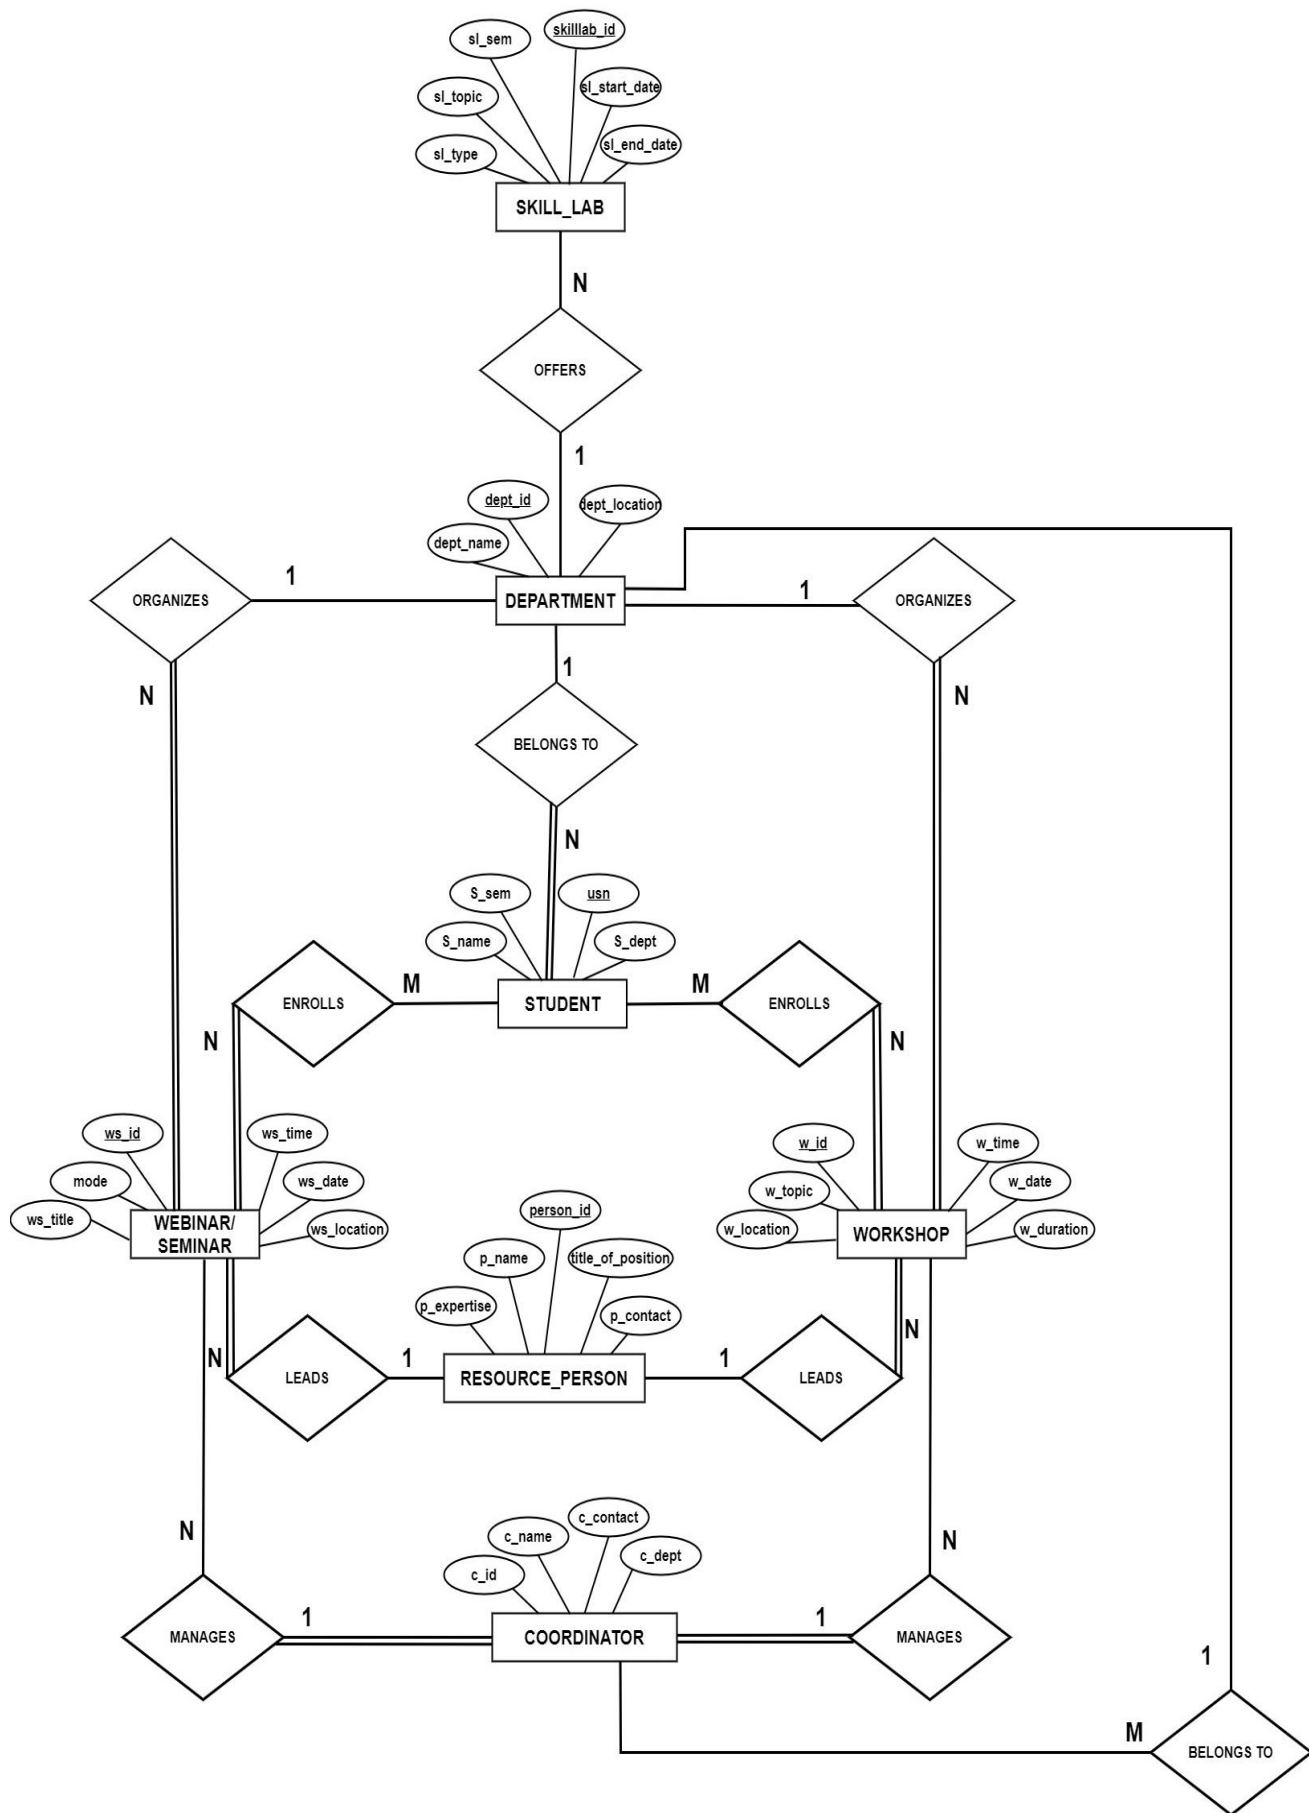 skilllab_id
sl_sem
sl_start_date
sl_topic
sl_end_date
sl_type
SKILL_LAB
N
OFFERS
1
dept_id
dept_location
dept_name
1
DEPARTMENT
1
ORGANIZES
ORGANIZES
1
N
N
BELONGS TO
N
S_sem
usn
S_name
S_dept
M
STUDENT
M
ENROLLS
ENROLLS
N
N
ws_id
ws_time
mode
ws_date
ws_title
ws_location
WEBINAR/
SEMINAR
w_id
w_time
w_topic
w_date
w_location
w_duration
WORKSHOP
person_id
p_name
title_of_position
p_expertise
p_contact
N
1
RESOURCE_PERSON
1
N
LEADS
LEADS
N
N
c_contact
c_name
c_dept
c_id
MANAGES
1
COORDINATOR
1
MANAGES
1
M
BELONGS TO